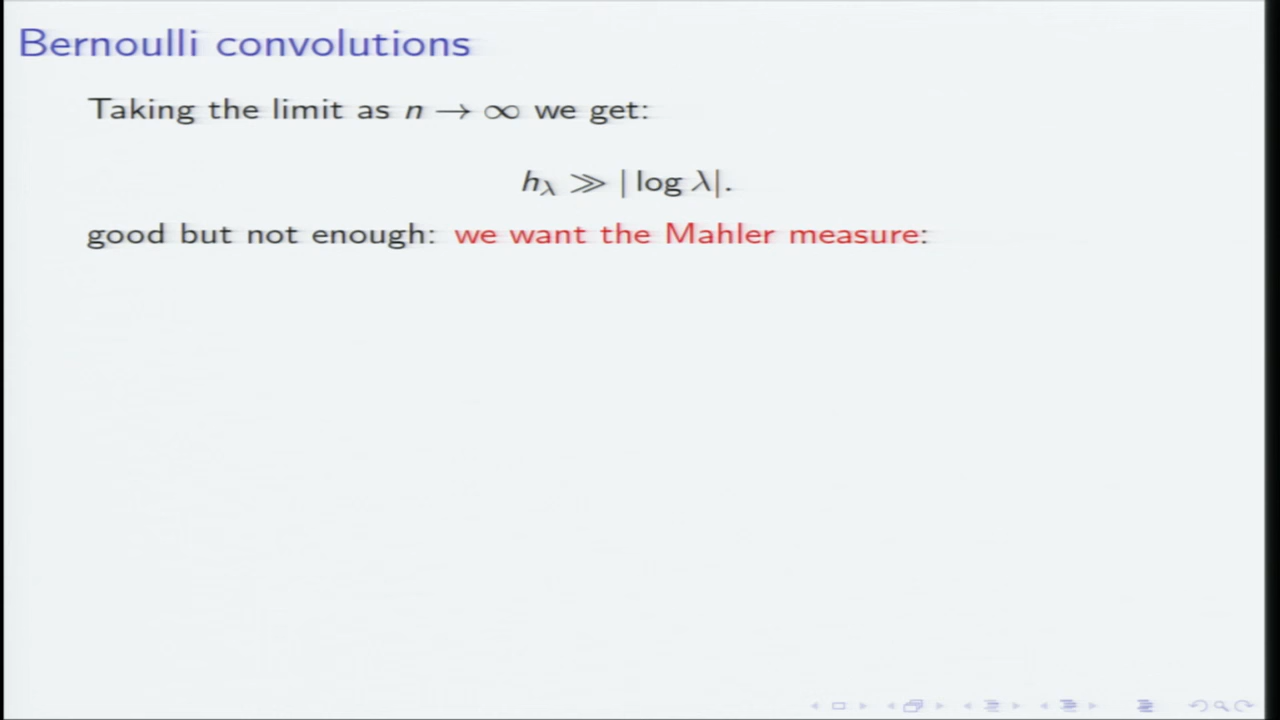 Bernoulli convolutions
Taking the limit as n → ∞ we get:
h_λ ≫ | log λ|.
good but not enough: we want the Mahler measure: